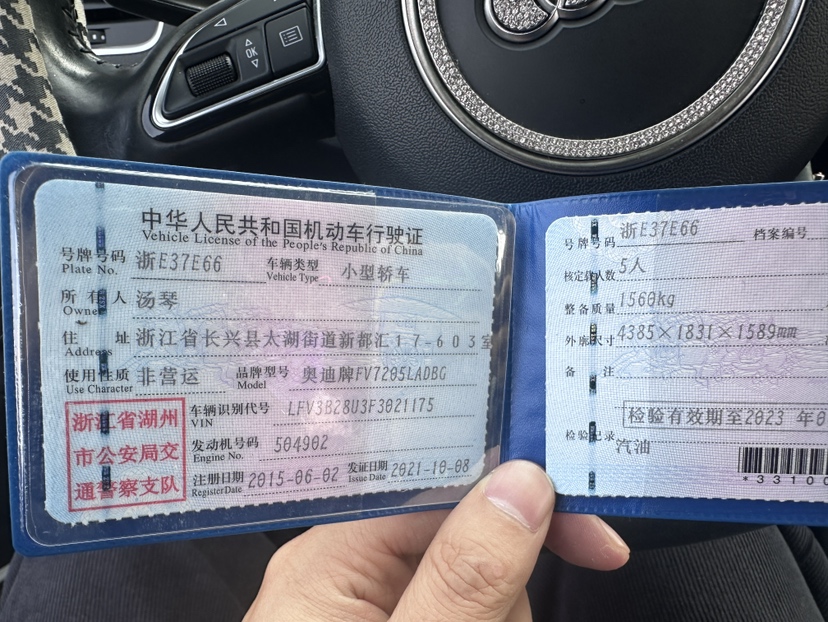 OK
中华人民共和国机动车行驶证
Vehicle License of the People's Republic of China
号牌号码 浙E37E66 车辆类型 小型轿车
Plate No. Vehicle Type
所有人 汤琴
Owner
住址 浙江省长兴县太湖街道新都汇17-603室
Address
使用性质 非营运 品牌型号 奥迪牌FV7205LADBG
Use Character Model
浙江省湖州
市公安局交
通警察支队
车辆识别代号 LFV3B28U3F3021175
VIN
发动机号码 504902
Engine No.
注册日期 2015-06-02 发证日期 2021-10-08
Register Date Issue Date
号牌号码 浙E37E66 档案编号
核定载人数 5人
整备质量 1560kg
外廓尺寸 4385×1831×1589mm
备注
检验有效期至2023 年0
检验记录
汽油
*33100